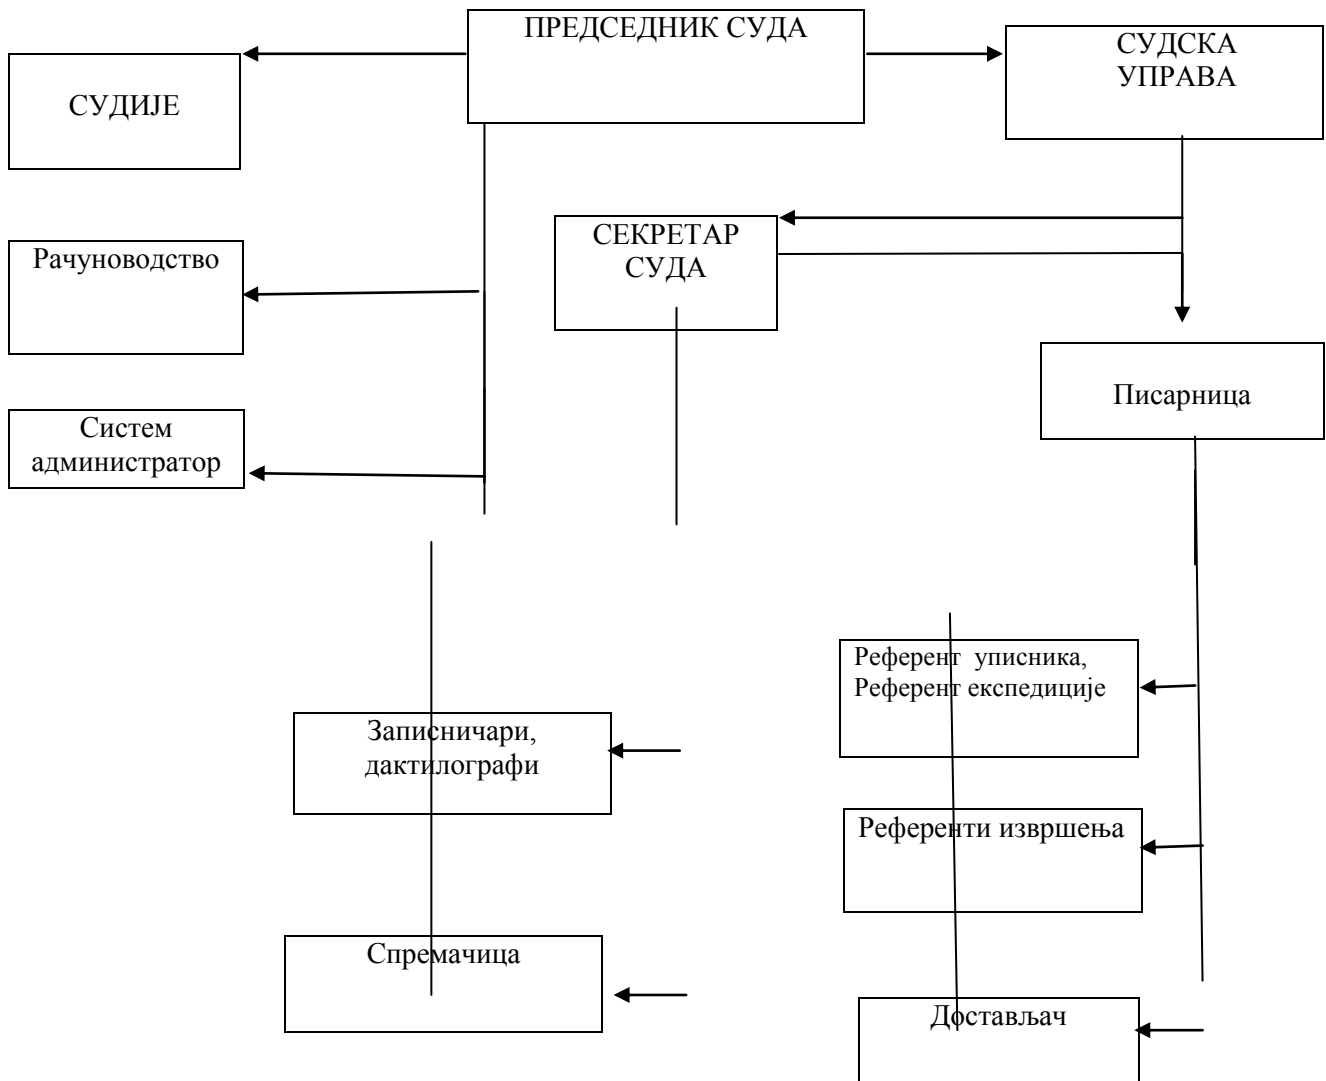 ПРЕДСЕДНИК СУДА
СУДСКА
УПРАВА
СУДИЈЕ
СЕКРЕТАР
СУДА
Рачуноводство
Писарница
Систем
администратор
Референт уписника,
Референт експедиције
Записничари,
дактилографи
Референти извршења
Спремачица
Достављач